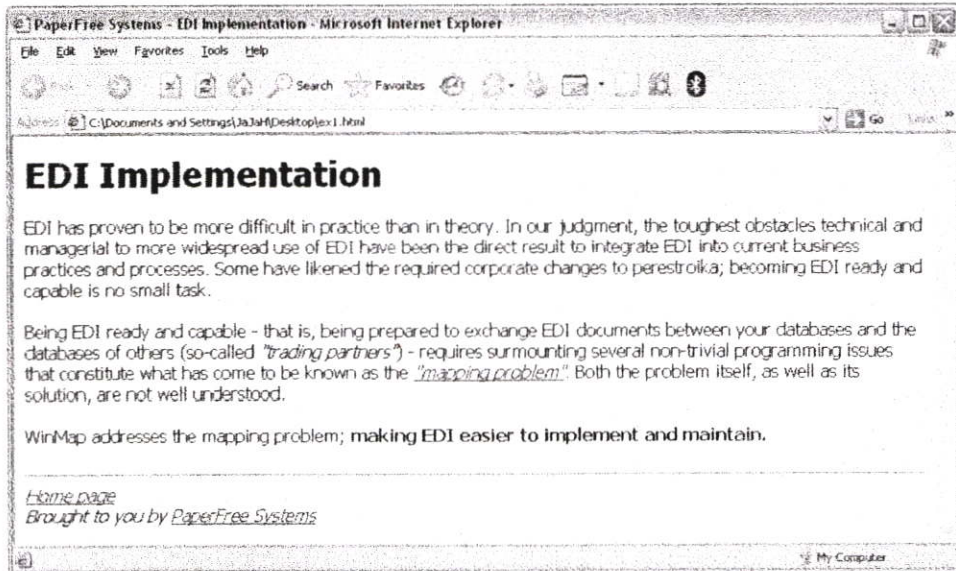 PaperFree Systems - EDI Implementation - Microsoft Internet Explorer
File Edit View Favorites Tools Help
Search Favorites
Address C:\Documents and Settings\JaJaH\Desktop\ex1.html Go Links »
EDI Implementation
EDI has proven to be more difficult in practice than in theory. In our judgment, the toughest obstacles technical and
managerial to more widespread use of EDI have been the direct result to integrate EDI into current business
practices and processes. Some have likened the required corporate changes to perestroika; becoming EDI ready and
capable is no small task.
Being EDI ready and capable - that is, being prepared to exchange EDI documents between your databases and the
databases of others (so-called "trading partners") - requires surmounting several non-trivial programming issues
that constitute what has come to be known as the "mapping problem". Both the problem itself, as well as its
solution, are not well understood.
WinMap addresses the mapping problem; making EDI easier to implement and maintain.
Home page
Brought to you by PaperFree Systems
My Computer